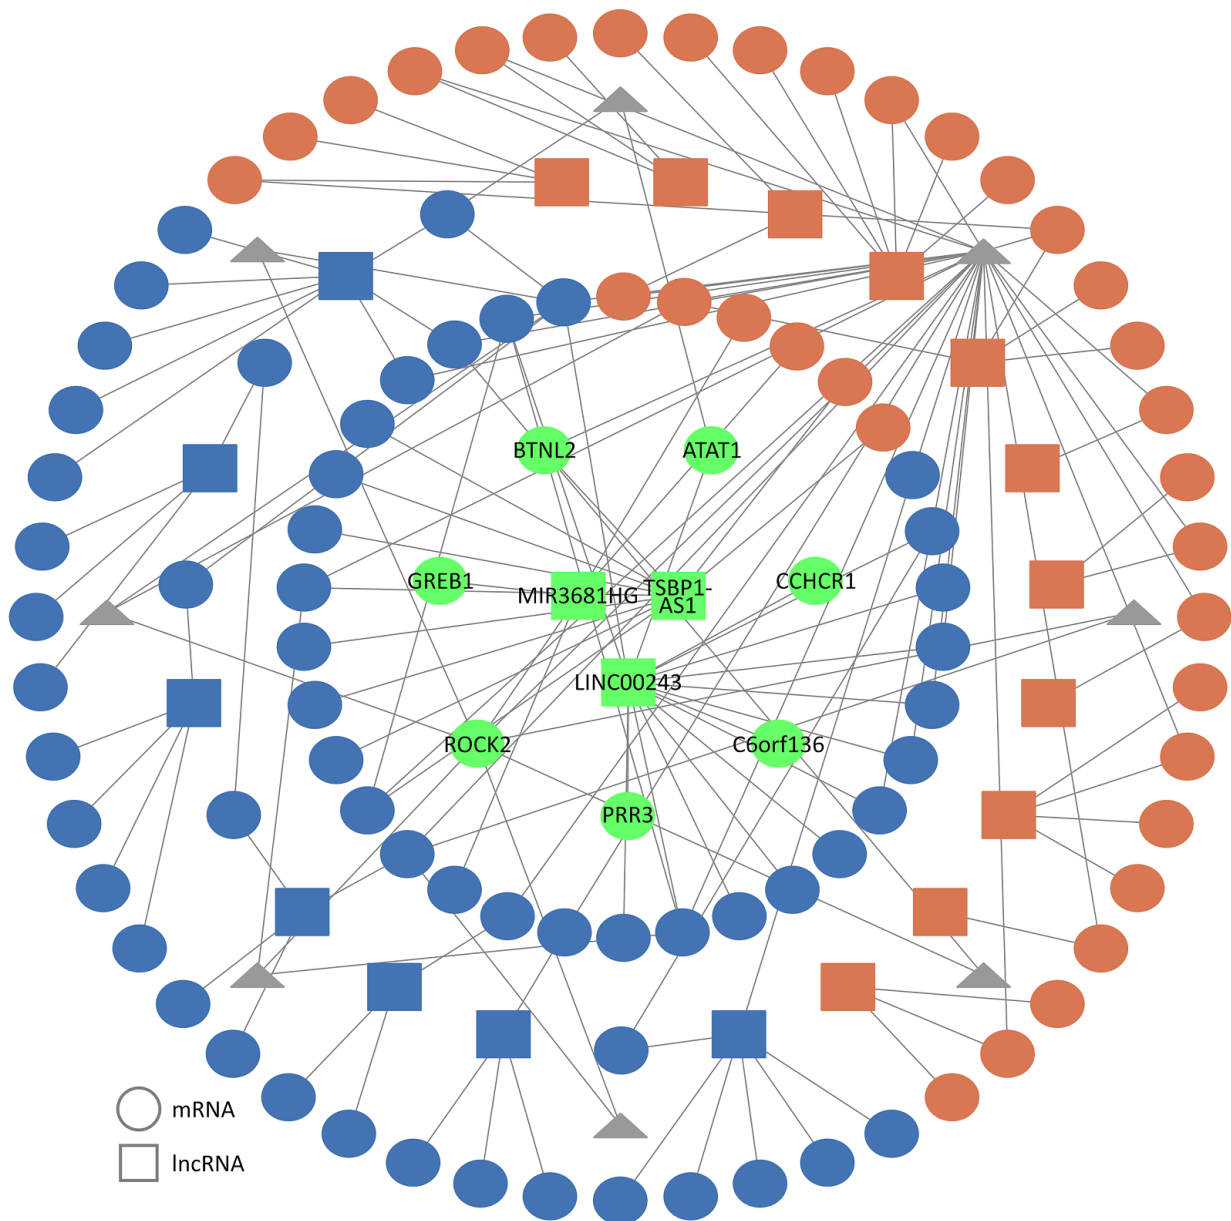 BTNL2
ATAT1
GREB1
MIR3681HG
TSBP1-
AS1
CCHCR1
LINC00243
ROCK2
C6orf136
PRR3
mRNA
lncRNA